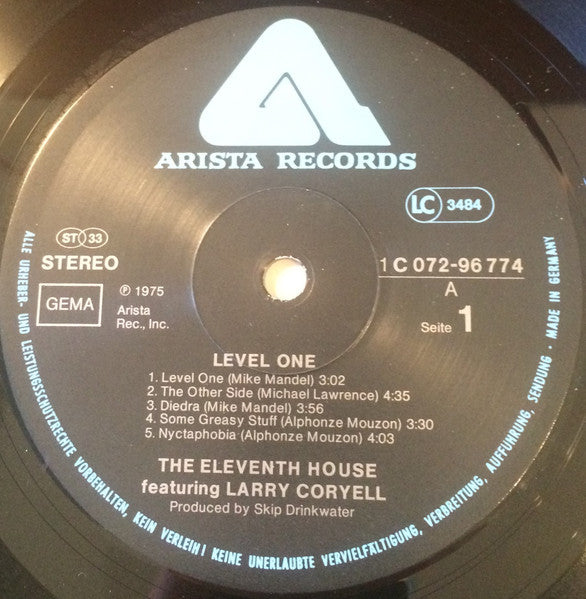 ARISTA RECORDS
LC 3484
ST 33
STEREO
GEMA
℗ 1975
Arista
Rec., Inc.
1 C 072-96 774
A
Seite 1
LEVEL ONE
1. Level One (Mike Mandel) 3:02
2. The Other Side (Michael Lawrence) 4:35
3. Diedra (Mike Mandel) 3:56
4. Some Greasy Stuff (Alphonze Mouzon) 3:30
5. Nyctaphobia (Alphonze Mouzon) 4:03
THE ELEVENTH HOUSE
featuring LARRY CORYELL
Produced by Skip Drinkwater
ALLE URHEBER- UND LEISTUNGSSCHUTZRECHTE VORBEHALTEN, KEIN VERLEIH! KEINE UNERLAUBTE VERVIELFÄLTIGUNG, VERBREITUNG, AUFFÜHRUNG, SENDUNG · MADE IN GERMANY